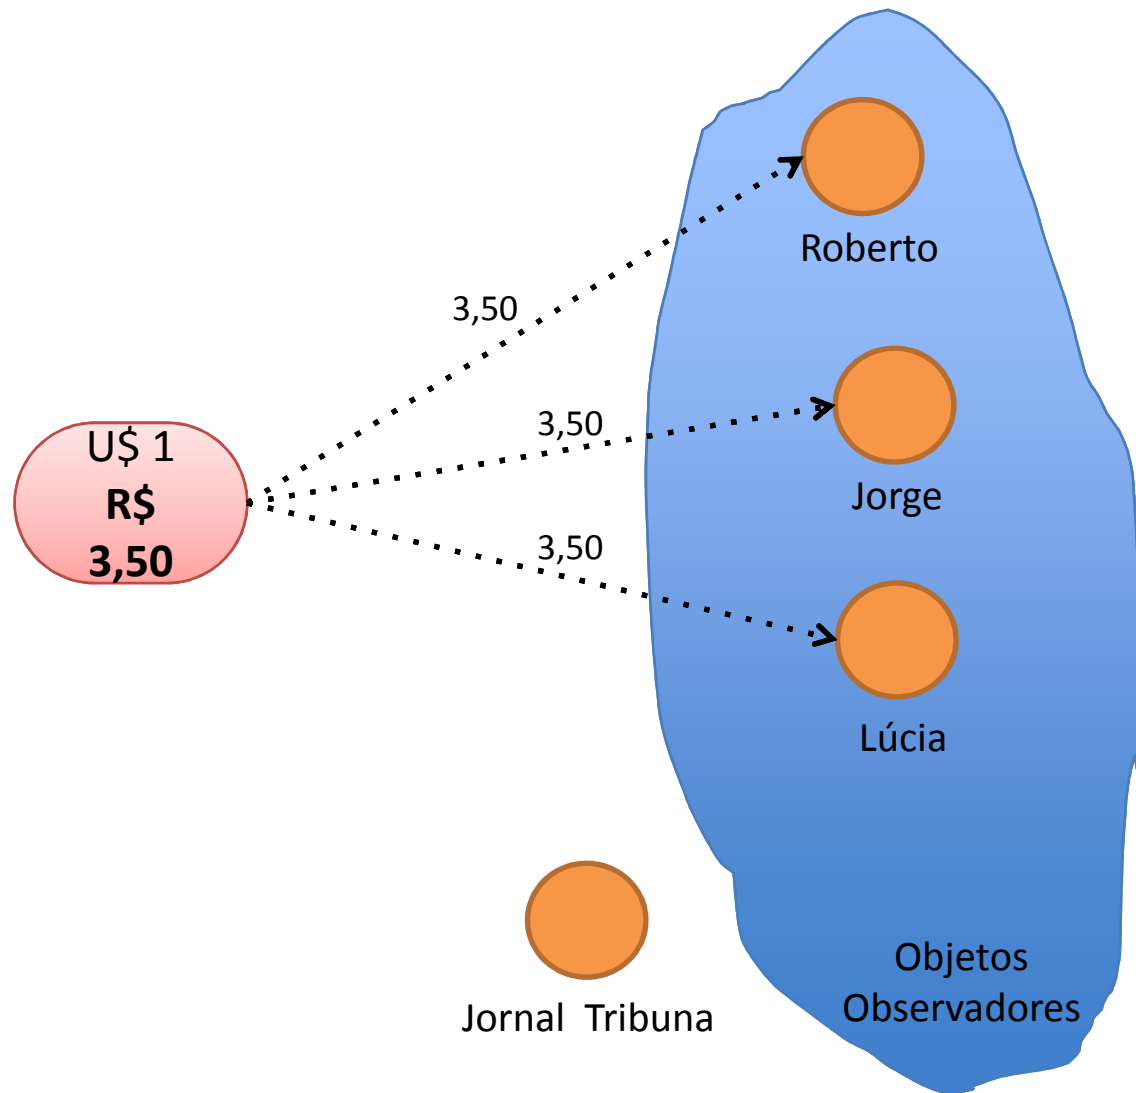 Roberto
3,50
3,50
U$ 1
R$
3,50
Jorge
3,50
Lúcia
Objetos
Observadores
Jornal Tribuna